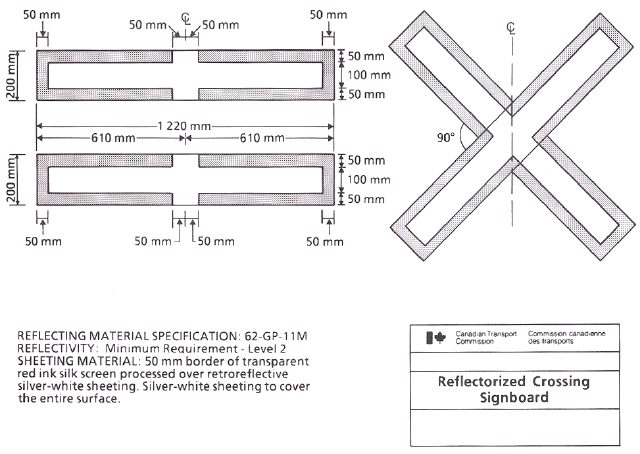 50 mm
50 mm ℄ 50 mm
50 mm
℄
200 mm
50 mm
100 mm
50 mm
1 220 mm
610 mm 610 mm
90°
200 mm
50 mm
100 mm
50 mm
50 mm
50 mm 50 mm
50 mm
REFLECTING MATERIAL SPECIFICATION: 62-GP-11M
REFLECTIVITY: Minimum Requirement - Level 2
SHEETING MATERIAL: 50 mm border of transparent
red ink silk screen processed over retroreflective
silver-white sheeting. Silver-white sheeting to cover
the entire surface.
Canadian Transport Commission canadienne
Commission des transports
Reflectorized Crossing
Signboard